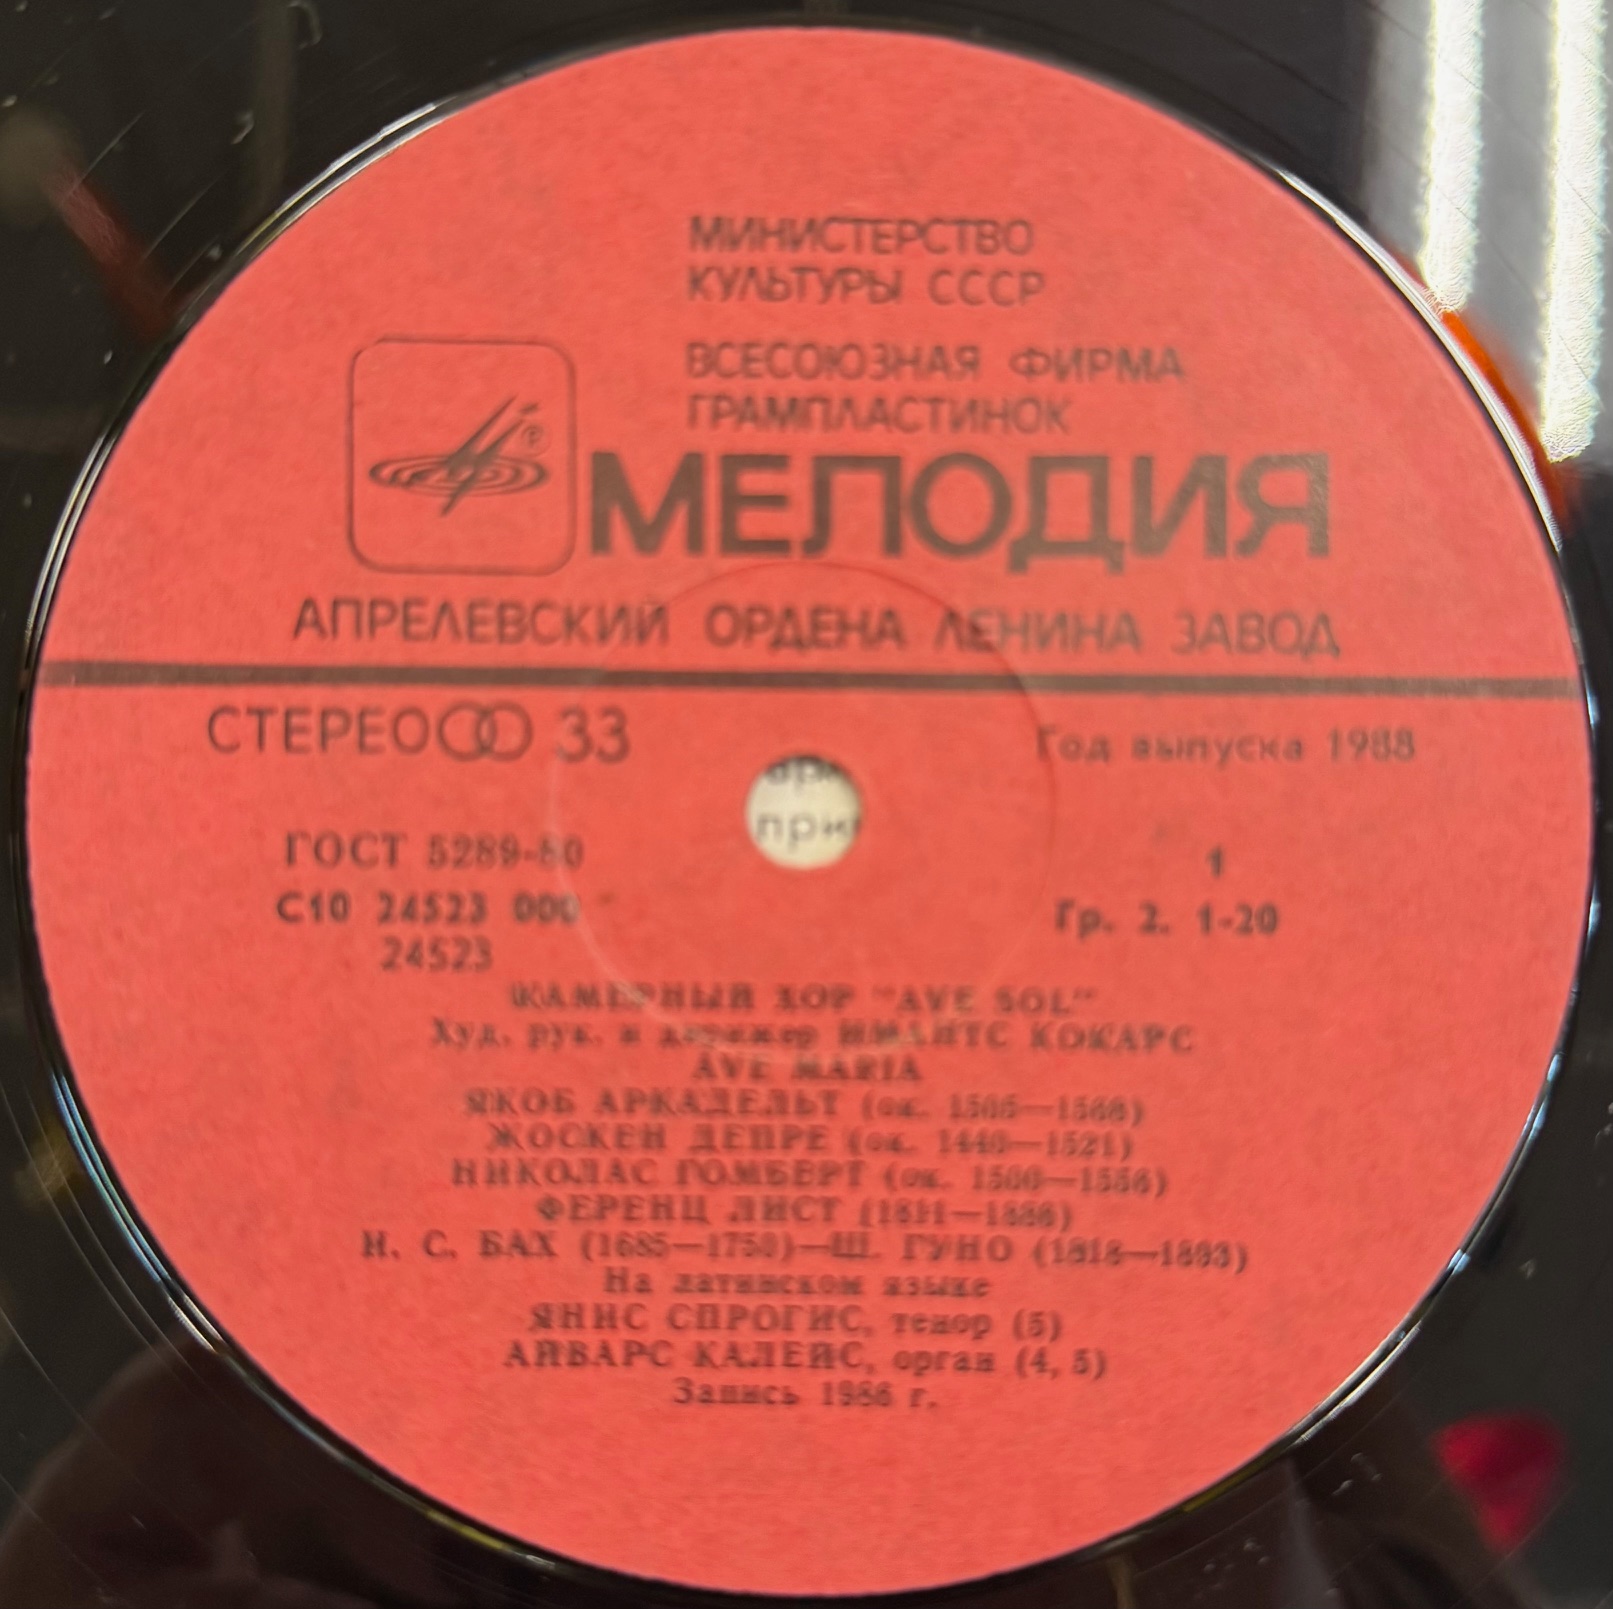 МИНИСТЕРСТВО
КУЛЬТУРЫ СССР
ВСЕСОЮЗНАЯ ФИРМА
ГРАМПЛАСТИНОК
МЕЛОДИЯ
АПРЕЛЕВСКИЙ ОРДЕНА ЛЕНИНА ЗАВОД
СТЕРЕО 33
Год выпуска 1988
ГОСТ 5289-80
1
С10 24523 000
Гр. 2. 1-20
24523
КАМЕРНЫЙ ХОР "AVE SOL"
Худ. рук. и дирижер ИМАНТС КОКАРС
AVE MARIA
ЯКОБ АРКАДЕЛЬТ (ок. 1505—1568)
ЖОСКЕН ДЕПРЕ (ок. 1440—1521)
НИКОЛАС ГОМБЕРТ (ок. 1500—1556)
ФЕРЕНЦ ЛИСТ (1811—1886)
И. С. БАХ (1685—1750)—Ш. ГУНО (1818—1893)
На латинском языке
ЯНИС СПРОГИС, тенор (5)
АЙВАРС КАЛЕЙС, орган (4, 5)
Запись 1986 г.